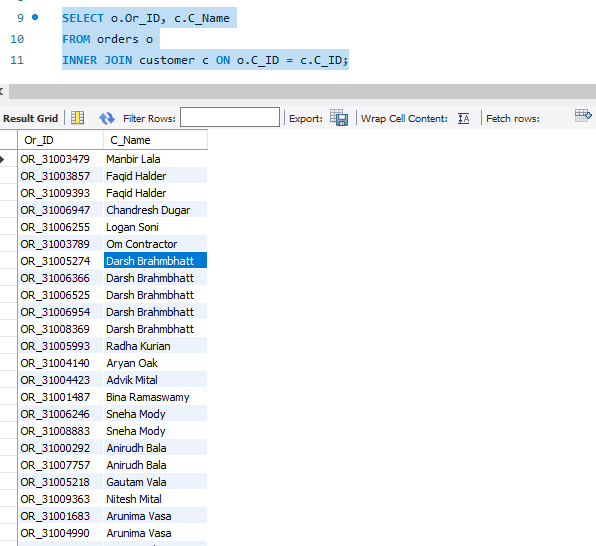 9 SELECT o.Or_ID, c.C_Name
10 FROM orders o
11 INNER JOIN customer c ON o.C_ID = c.C_ID;
Result Grid Filter Rows: Export: Wrap Cell Content: IA Fetch rows:
Or_ID C_Name
OR_31003479 Manbir Lala
OR_31003857 Faqid Halder
OR_31009393 Faqid Halder
OR_31006947 Chandresh Dugar
OR_31006255 Logan Soni
OR_31003789 Om Contractor
OR_31005274 Darsh Brahmbhatt
OR_31006366 Darsh Brahmbhatt
OR_31006525 Darsh Brahmbhatt
OR_31006954 Darsh Brahmbhatt
OR_31008369 Darsh Brahmbhatt
OR_31005993 Radha Kurian
OR_31004140 Aryan Oak
OR_31004423 Advik Mital
OR_31001487 Bina Ramaswamy
OR_31006246 Sneha Mody
OR_31008883 Sneha Mody
OR_31000292 Anirudh Bala
OR_31007757 Anirudh Bala
OR_31005218 Gautam Vala
OR_31009363 Nitesh Mital
OR_31001683 Arunima Vasa
OR_31004990 Arunima Vasa